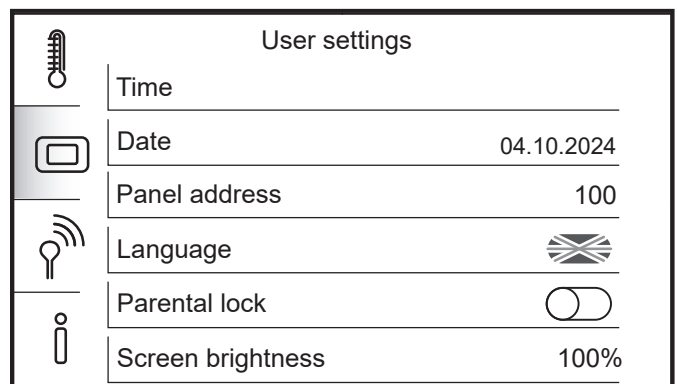 User settings
Time
Date 04.10.2024
Panel address 100
Language
Parental lock
Screen brightness 100%